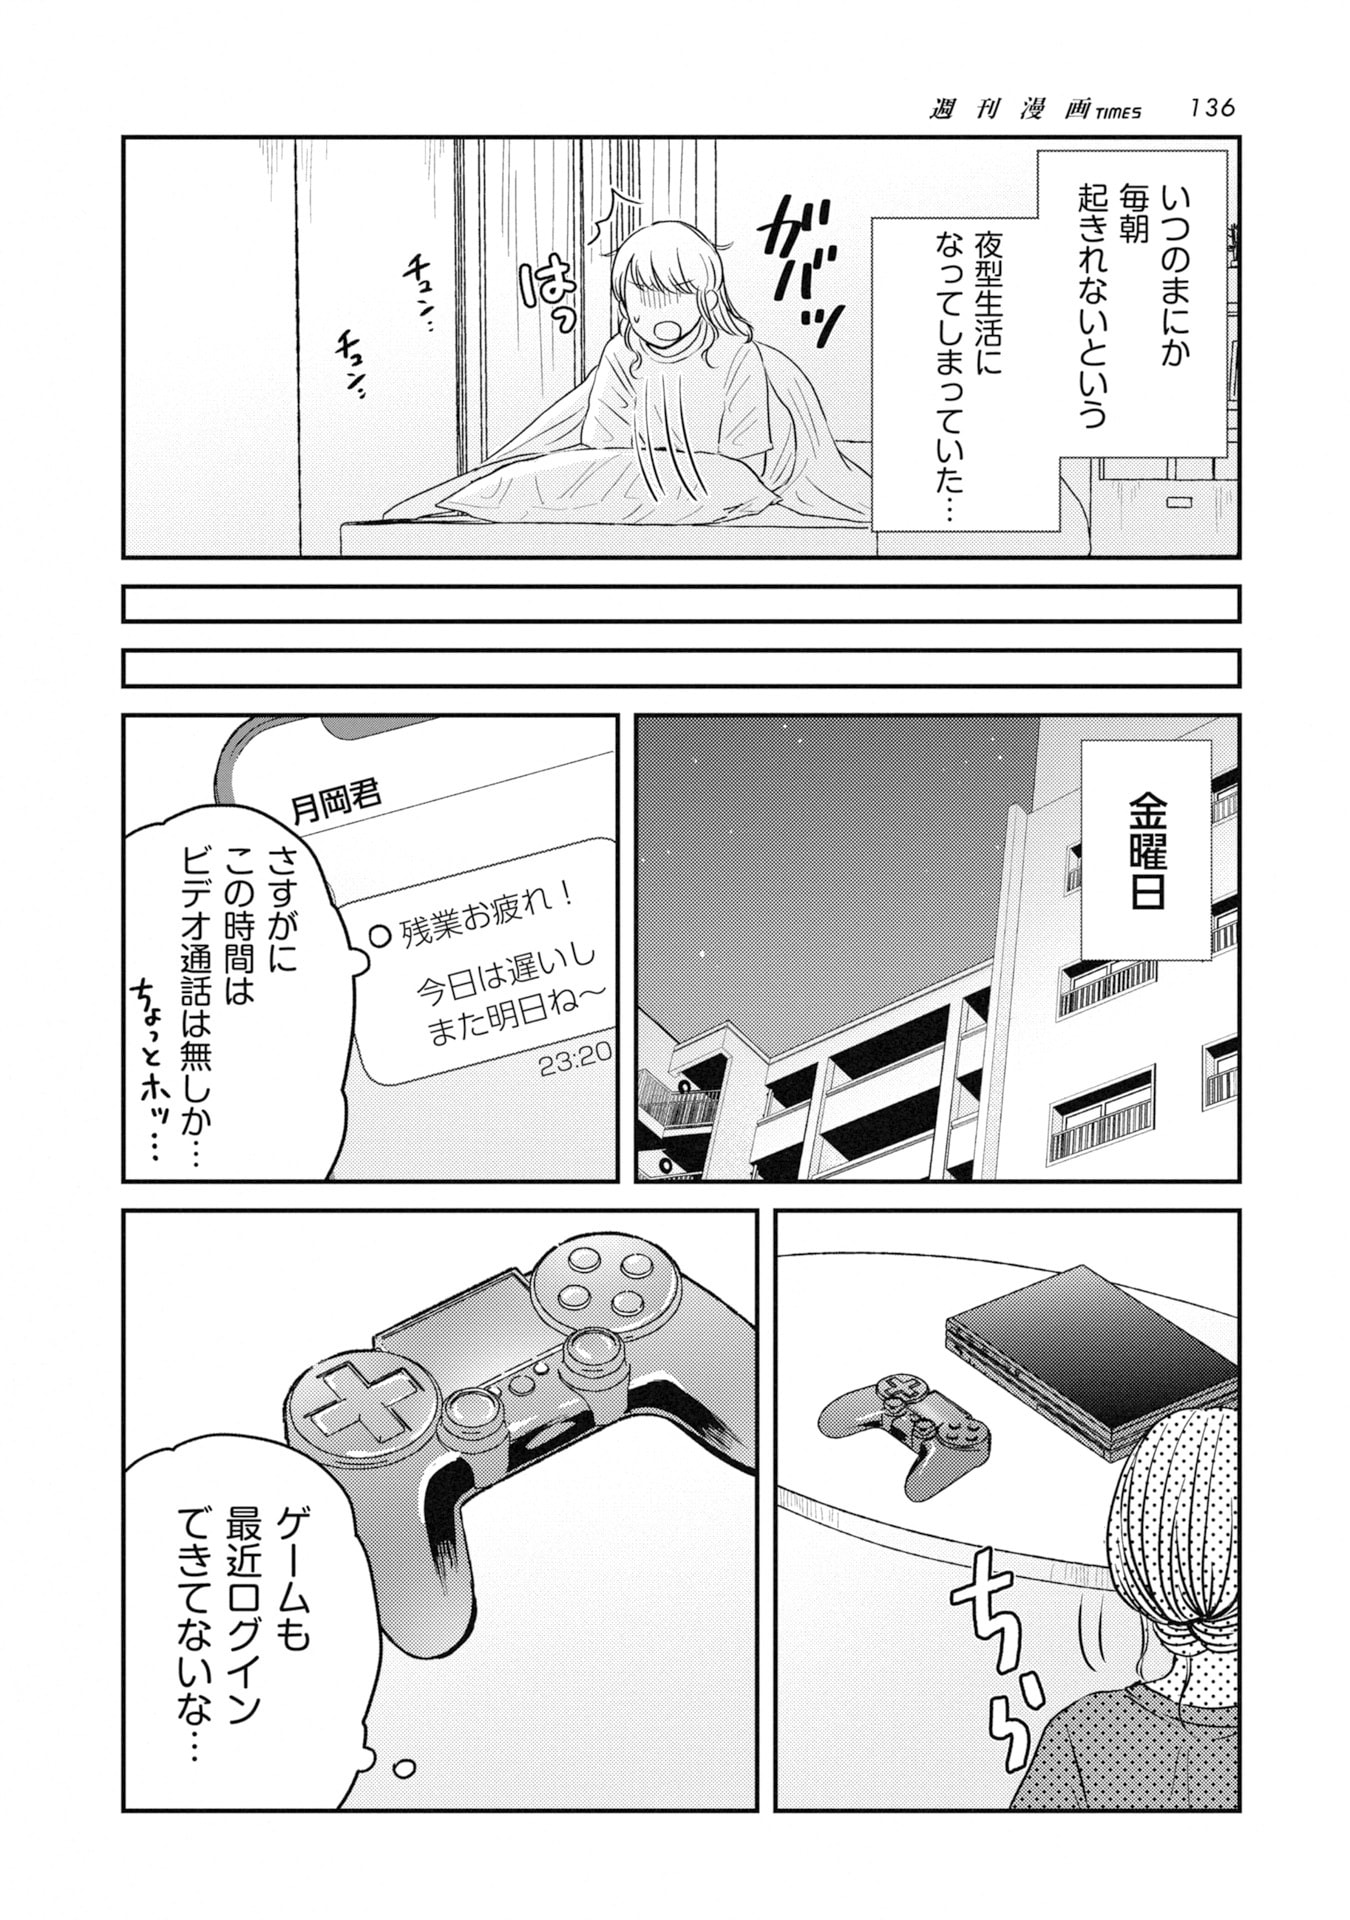 週刊漫画TIMES 136
いつのまにか
毎朝
起きれないという
夜型生活に
なってしまっていた…
ガバッ
はっ
チュン…
チュン…
金曜日
月岡君
残業お疲れ！
今日は遅いし
また明日ね〜
23:20
さすがに
この時間は
ビデオ通話は無しか…
ちょっとホッ…
ちらっ
ゲームも
最近ログイン
できてないな…